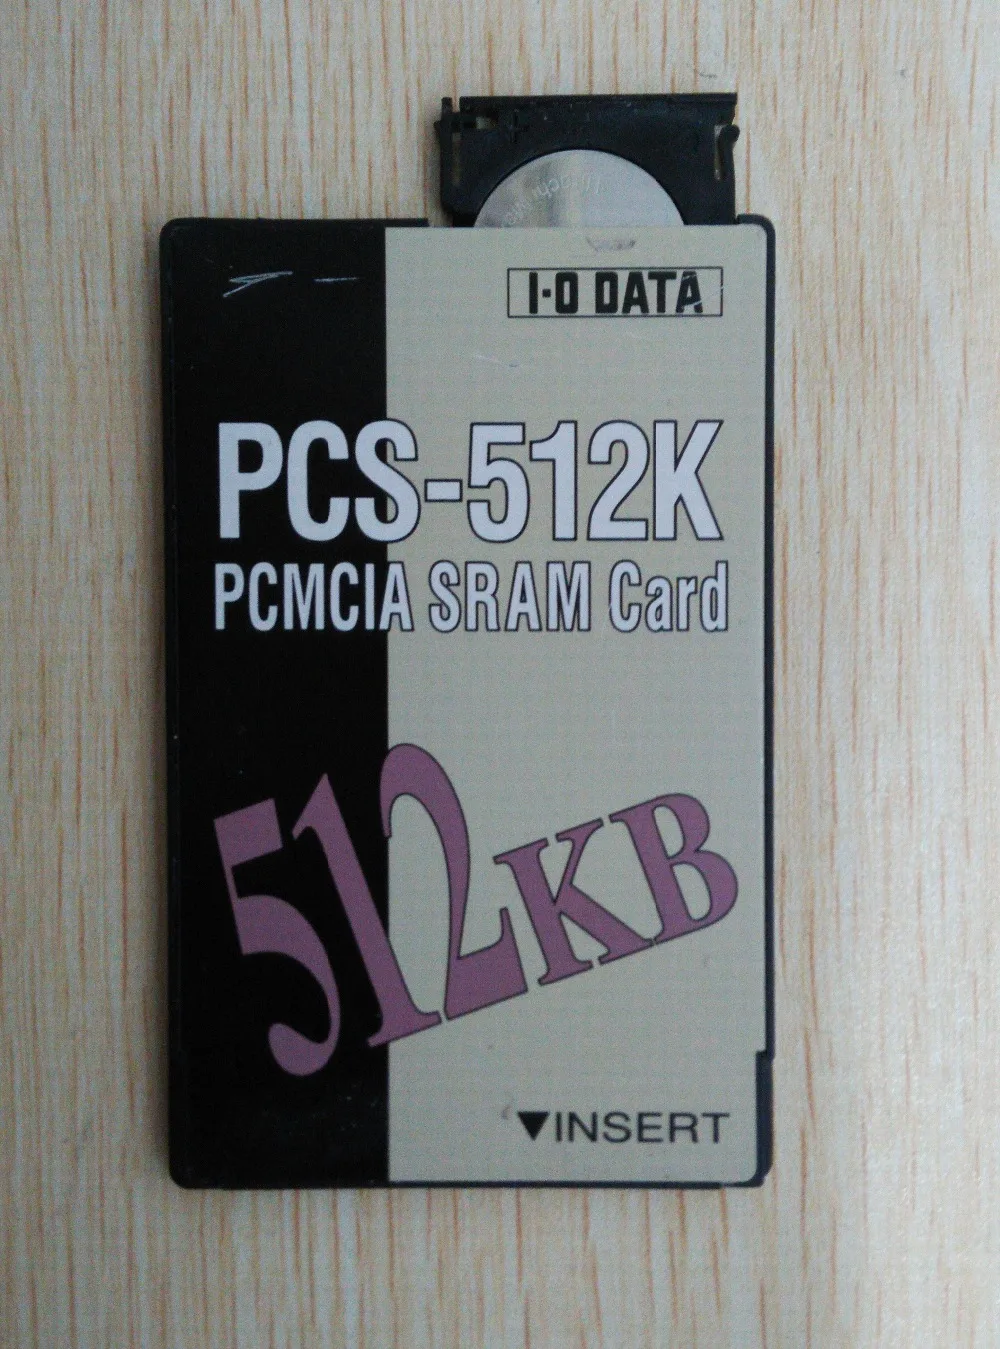 I-O DATA
PCS-512K
PCMCIA SRAM Card
512KB
▼INSERT